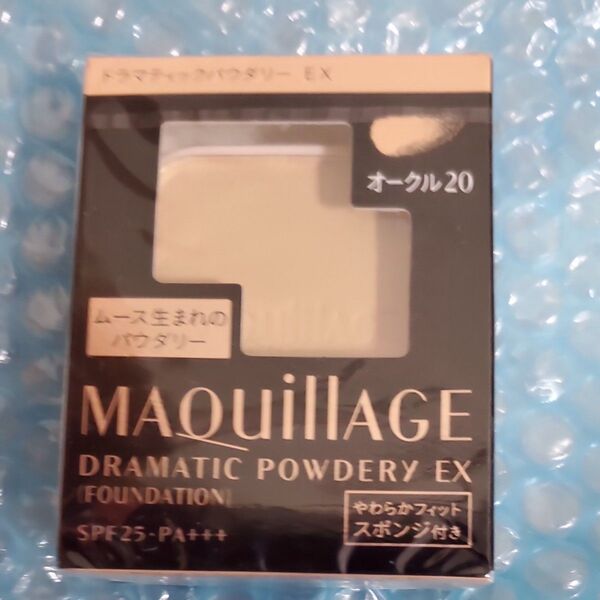 ドラマティックパウダリー EX
オークル20
ムース生まれの
パウダリー
MAQuillAGE
DRAMATIC POWDERY EX
[FOUNDATION]
SPF25・PA+++
やわらかフィット
スポンジ付き